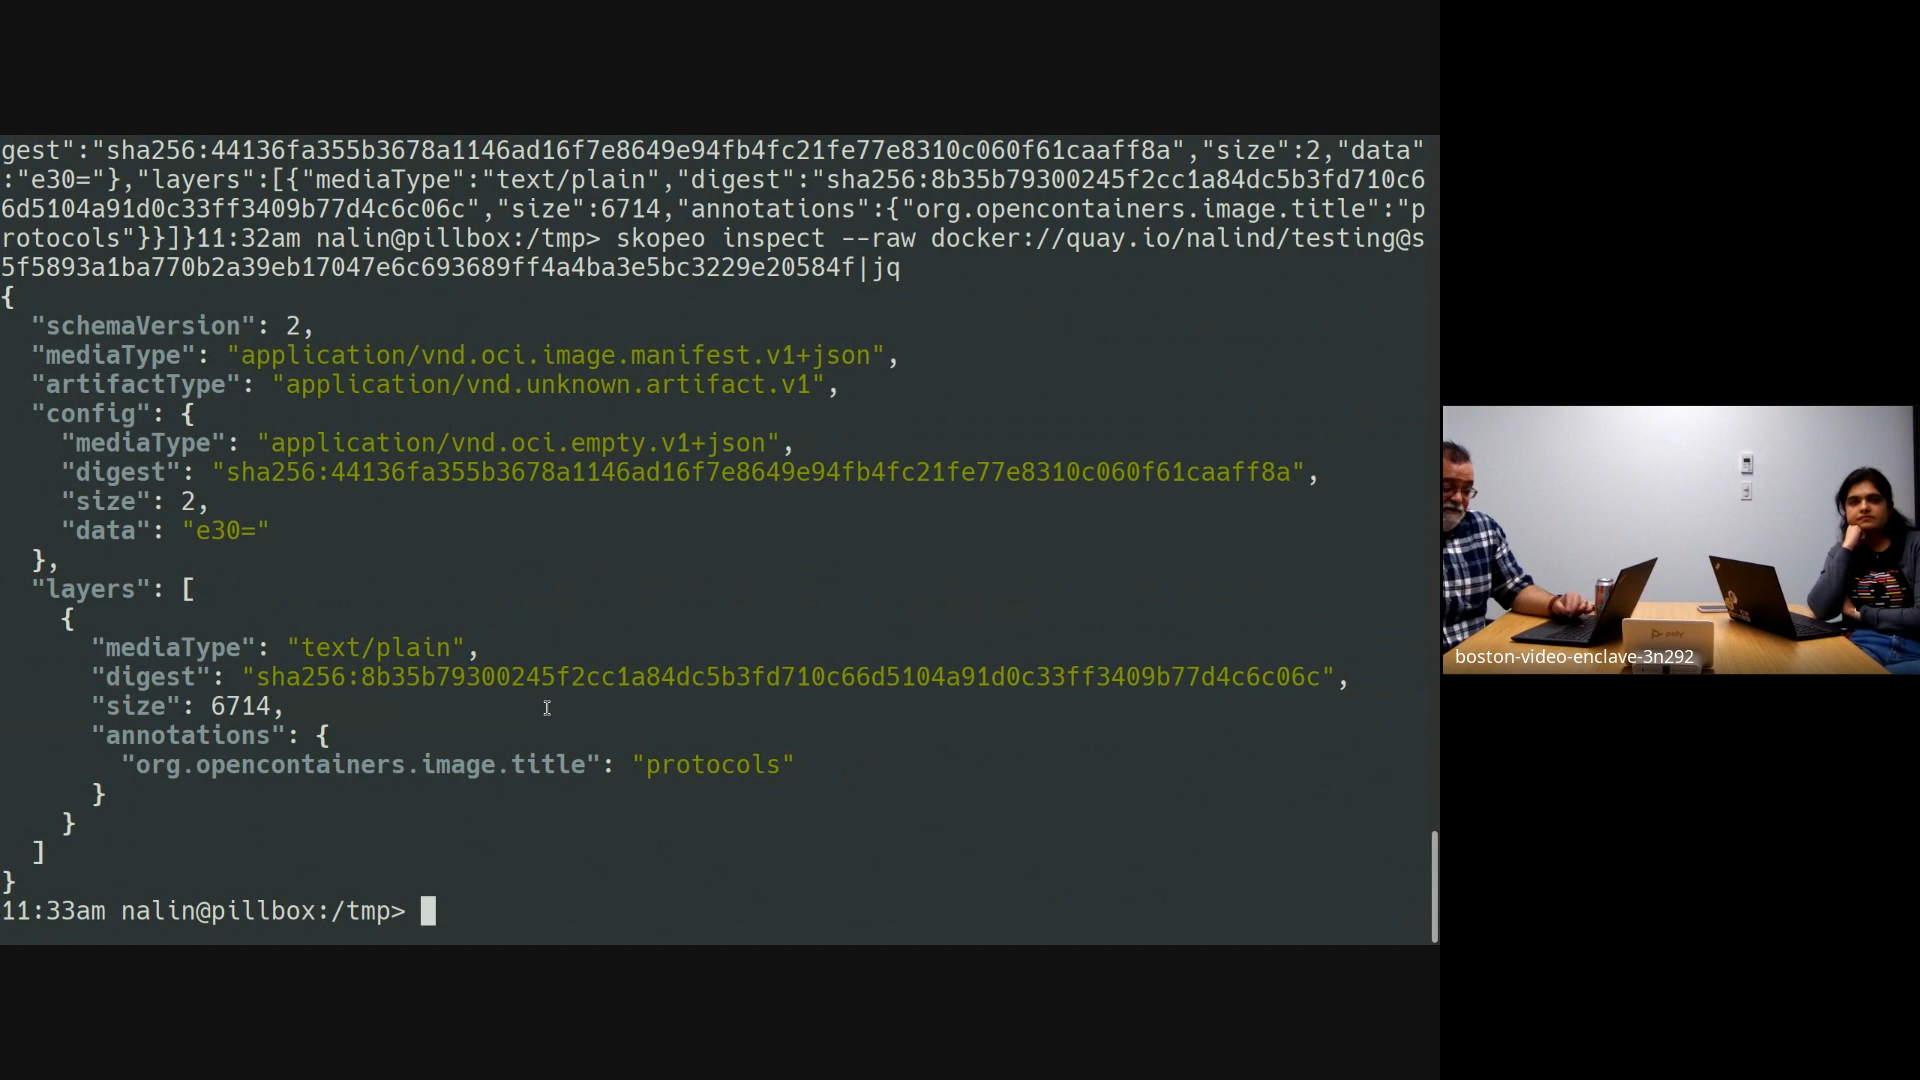 gest":"sha256:44136fa355b3678a1146ad16f7e8649e94fb4fc21fe77e8310c060f61caaff8a","size":2,"data"
:"e30="},"layers":[{"mediaType":"text/plain","digest":"sha256:8b35b79300245f2cc1a84dc5b3fd710c6
6d5104a91d0c33ff3409b77d4c6c06c","size":6714,"annotations":{"org.opencontainers.image.title":"p
rotocols"}}]}11:32am nalin@pillbox:/tmp> skopeo inspect --raw docker://quay.io/nalind/testing@s
5f5893a1ba770b2a39eb17047e6c693689ff4a4ba3e5bc3229e20584f|jq
{
  "schemaVersion": 2,
  "mediaType": "application/vnd.oci.image.manifest.v1+json",
  "artifactType": "application/vnd.unknown.artifact.v1",
  "config": {
    "mediaType": "application/vnd.oci.empty.v1+json",
    "digest": "sha256:44136fa355b3678a1146ad16f7e8649e94fb4fc21fe77e8310c060f61caaff8a",
    "size": 2,
    "data": "e30="
  },
  "layers": [
    {
      "mediaType": "text/plain",
      "digest": "sha256:8b35b79300245f2cc1a84dc5b3fd710c66d5104a91d0c33ff3409b77d4c6c06c",
      "size": 6714,
      "annotations": {
        "org.opencontainers.image.title": "protocols"
      }
    }
  ]
}
11:33am nalin@pillbox:/tmp>
poly
boston-video-enclave-3n292